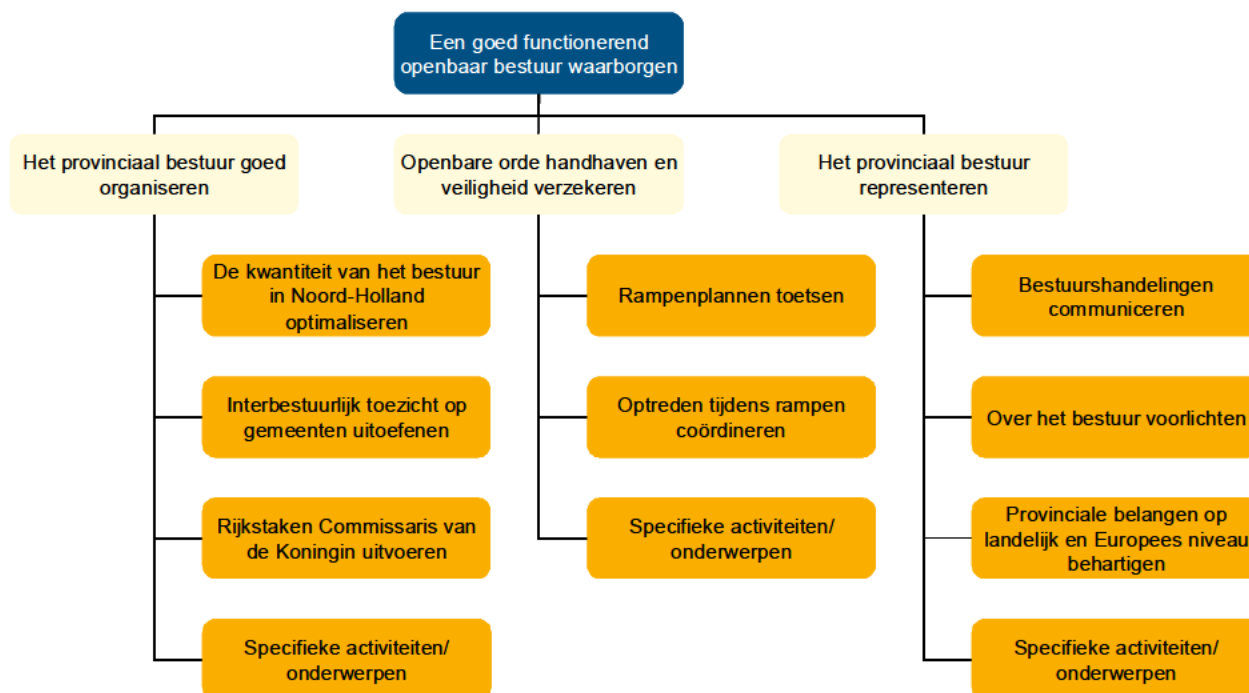 Een goed functionerend
openbaar bestuur waarborgen
Het provinciaal bestuur goed
organiseren
Openbare orde handhaven en
veiligheid verzekeren
Het provinciaal bestuur
representeren
De kwantiteit van het bestuur
in Noord-Holland
optimaliseren
Interbestuurlijk toezicht op
gemeenten uitoefenen
Rijkstaken Commissaris van
de Koningin uitvoeren
Specifieke activiteiten/
onderwerpen
Rampenplannen toetsen
Optreden tijdens rampen
coördineren
Specifieke activiteiten/
onderwerpen
Bestuurshandelingen
communiceren
Over het bestuur voorlichten
Provinciale belangen op
landelijk en Europees niveau
behartigen
Specifieke activiteiten/
onderwerpen